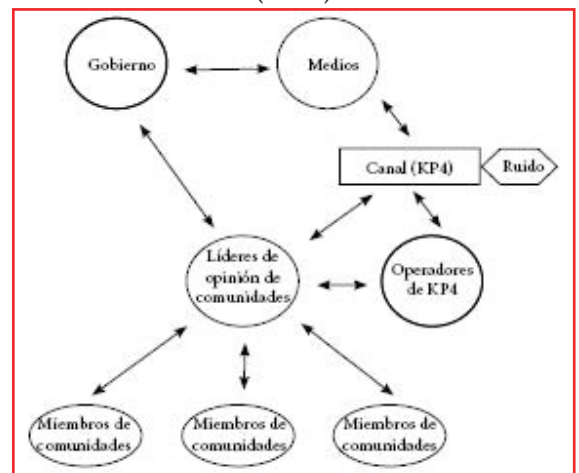 Gobierno
Medios
Canal (KP4)
Ruido
Líderes de
opinión de
comunidades
Operadores
de KP4
Miembros de
comunidades
Miembros de
comunidades
Miembros de
comunidades